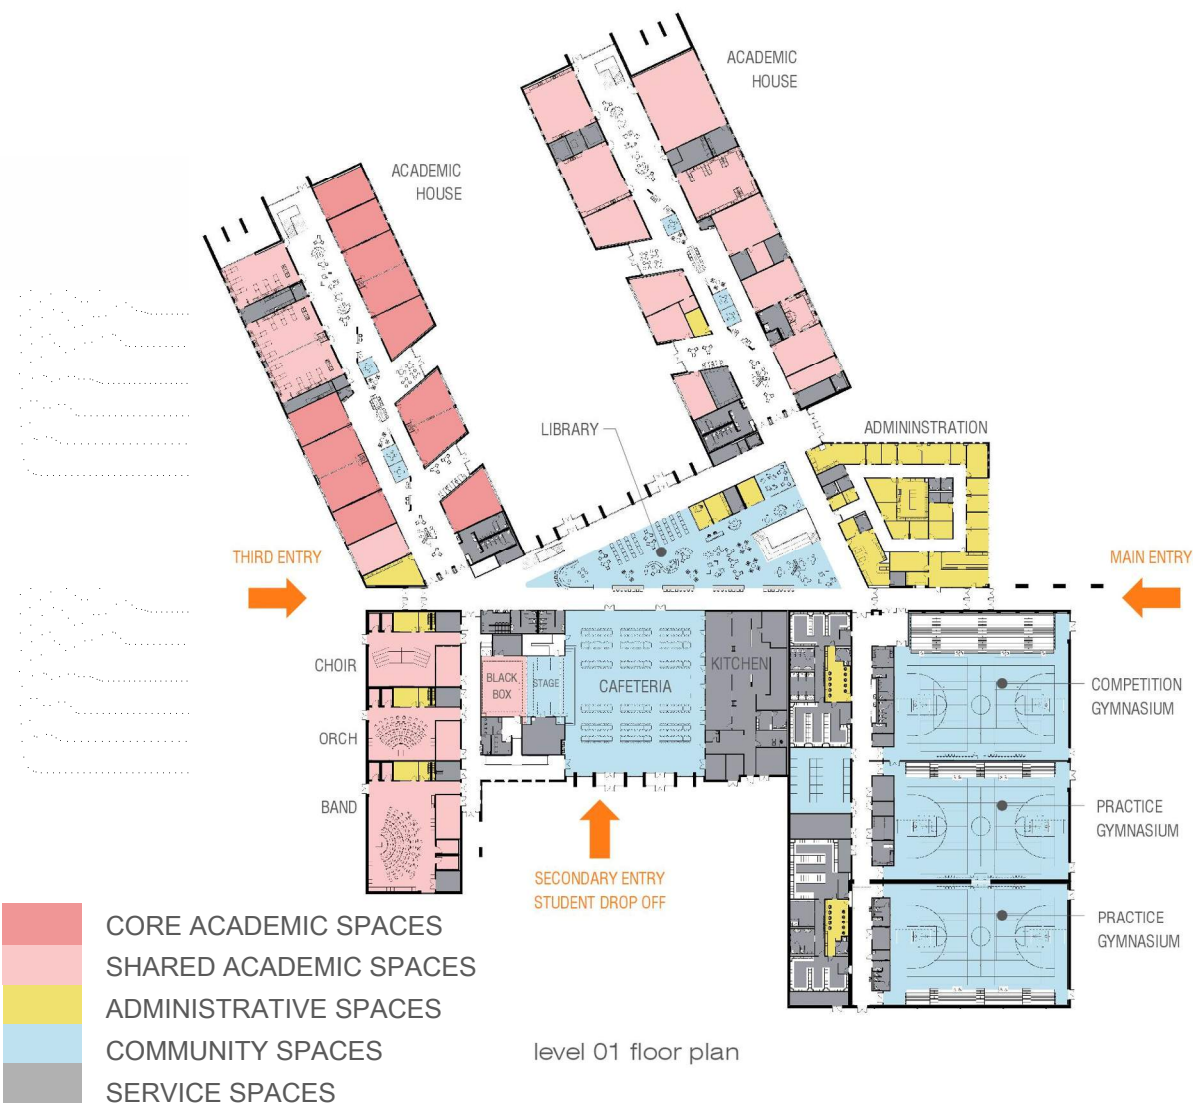 ACADEMIC
HOUSE
ACADEMIC
HOUSE
LIBRARY
ADMININSTRATION
THIRD ENTRY
MAIN ENTRY
CHOIR
BLACK
BOX
STAGE
CAFETERIA
KITCHEN
COMPETITION
GYMNASIUM
ORCH
BAND
PRACTICE
GYMNASIUM
SECONDARY ENTRY
STUDENT DROP OFF
PRACTICE
GYMNASIUM
CORE ACADEMIC SPACES
SHARED ACADEMIC SPACES
ADMINISTRATIVE SPACES
COMMUNITY SPACES
SERVICE SPACES
level 01 floor plan